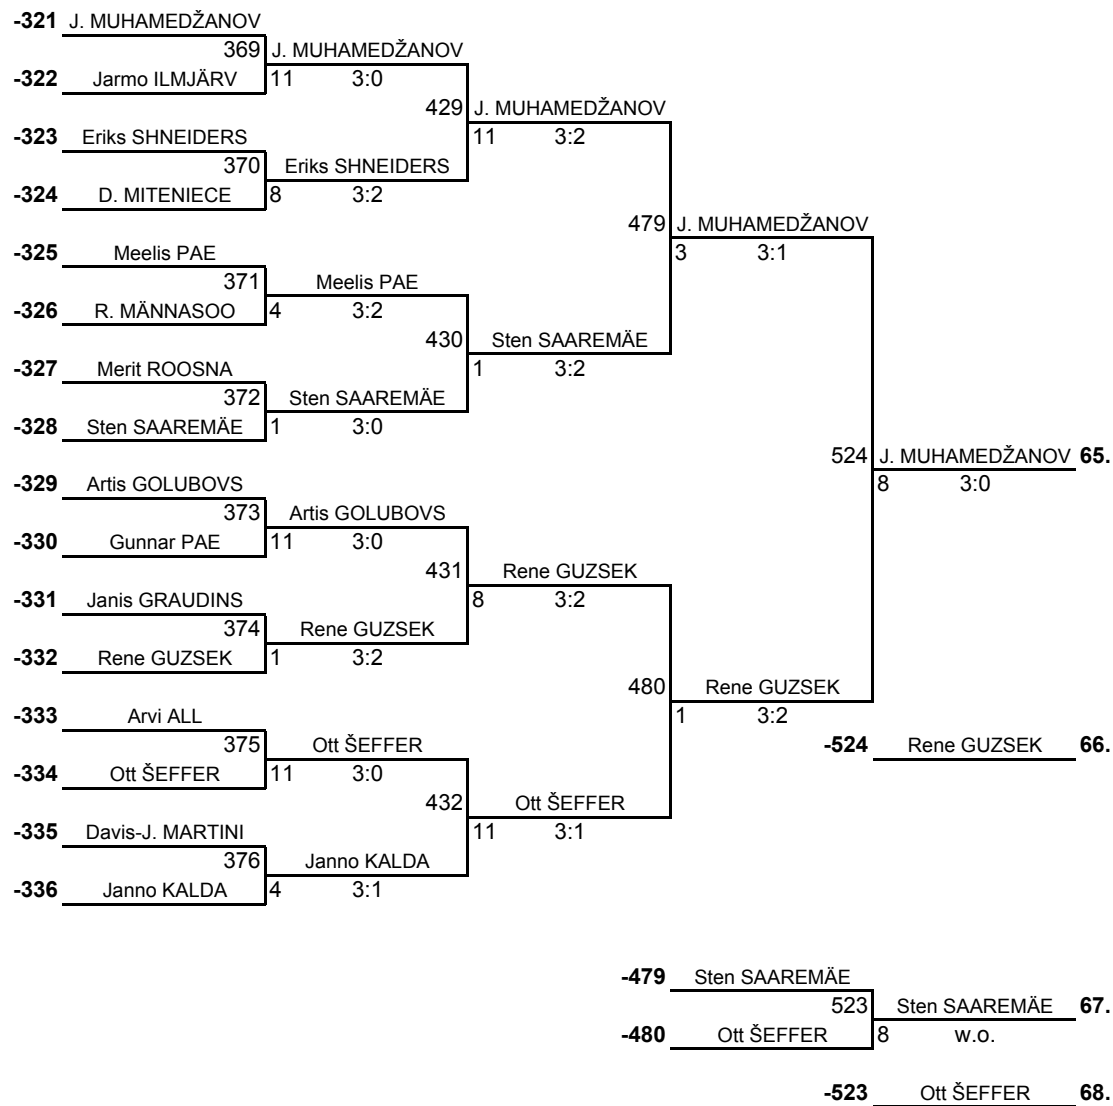 -321 J. MUHAMEDŽANOV
369 J. MUHAMEDŽANOV
-322 Jarmo ILMJÄRV 11 3:0
429 J. MUHAMEDŽANOV
-323 Eriks SHNEIDERS 11 3:2
370 Eriks SHNEIDERS
-324 D. MITENIECE 8 3:2
479 J. MUHAMEDŽANOV
-325 Meelis PAE 3 3:1
371 Meelis PAE
-326 R. MÄNNASOO 4 3:2
430 Sten SAAREMÄE
-327 Merit ROOSNA 1 3:2
372 Sten SAAREMÄE
-328 Sten SAAREMÄE 1 3:0
524 J. MUHAMEDŽANOV 65.
-329 Artis GOLUBOVS 8 3:0
373 Artis GOLUBOVS
-330 Gunnar PAE 11 3:0
431 Rene GUZSEK
-331 Janis GRAUDINS 8 3:2
374 Rene GUZSEK
-332 Rene GUZSEK 1 3:2
480 Rene GUZSEK
-333 Arvi ALL 1 3:2
375 Ott ŠEFFER -524 Rene GUZSEK 66.
-334 Ott ŠEFFER 11 3:0
432 Ott ŠEFFER
-335 Davis-J. MARTINI 11 3:1
376 Janno KALDA
-336 Janno KALDA 4 3:1
-479 Sten SAAREMÄE
523 Sten SAAREMÄE 67.
-480 Ott ŠEFFER 8 w.o.
-523 Ott ŠEFFER 68.